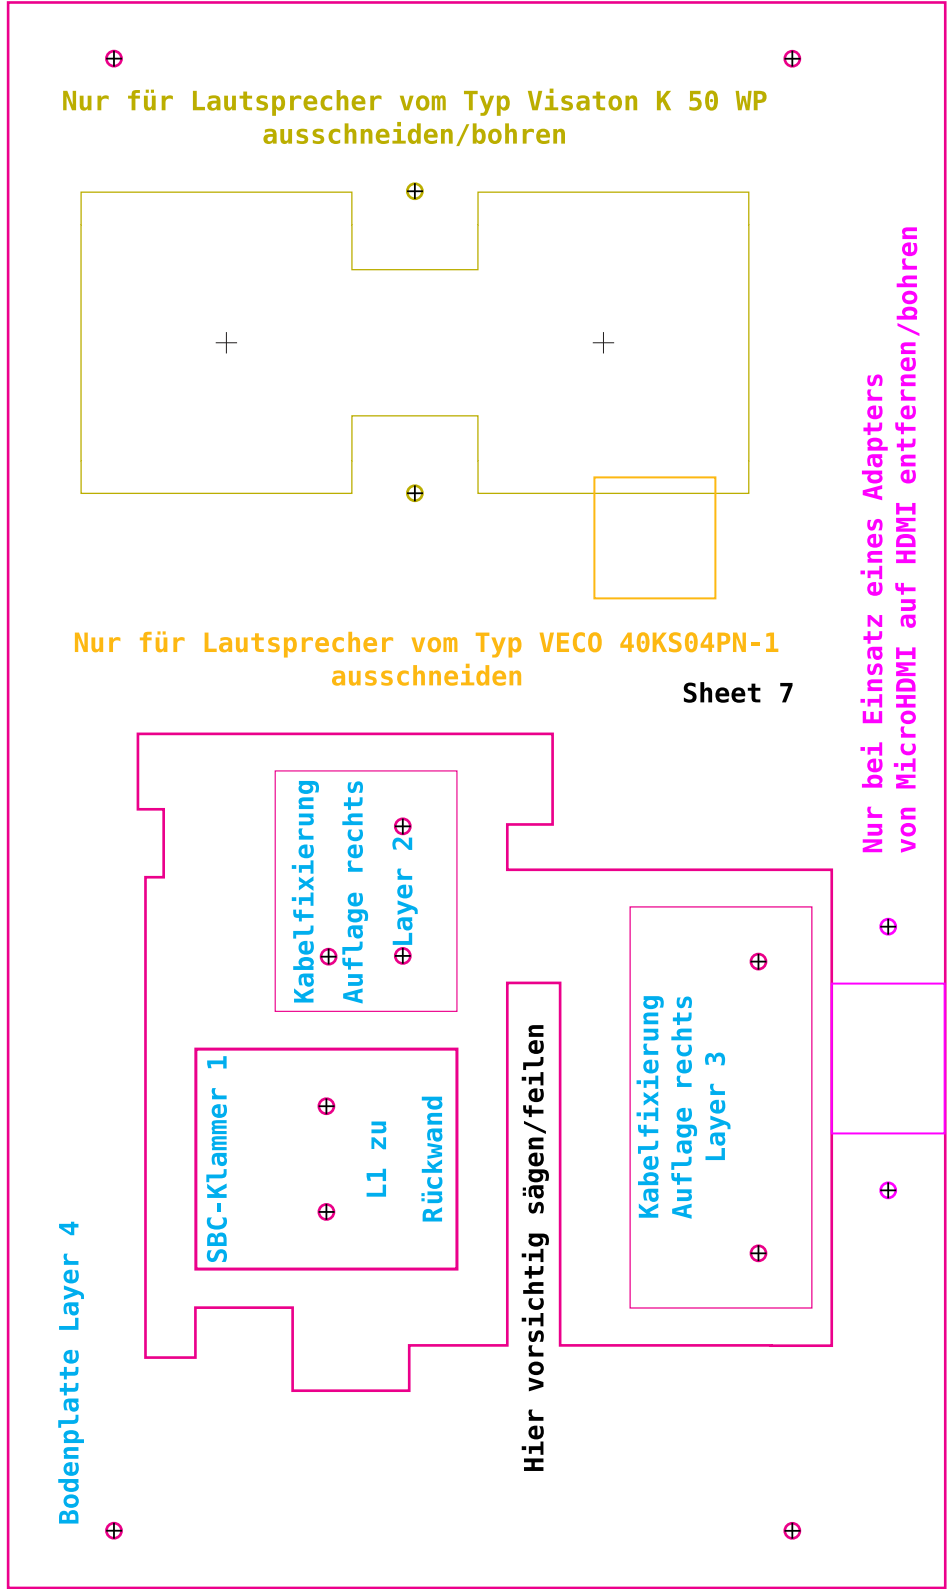 Nur für Lautsprecher vom Typ Visaton K 50 WP
ausschneiden/bohren
Nur bei Einsatz eines Adapters
von MicroHDMI auf HDMI entfernen/bohren
Nur für Lautsprecher vom Typ VECO 40KS04PN-1
ausschneiden
Sheet 7
Kabelfixierung
Auflage rechts
Layer 2
Kabelfixierung
Auflage rechts
Layer 3
SBC-Klammer 1
L1 zu
Rückwand
Hier vorsichtig sägen/feilen
Bodenplatte Layer 4